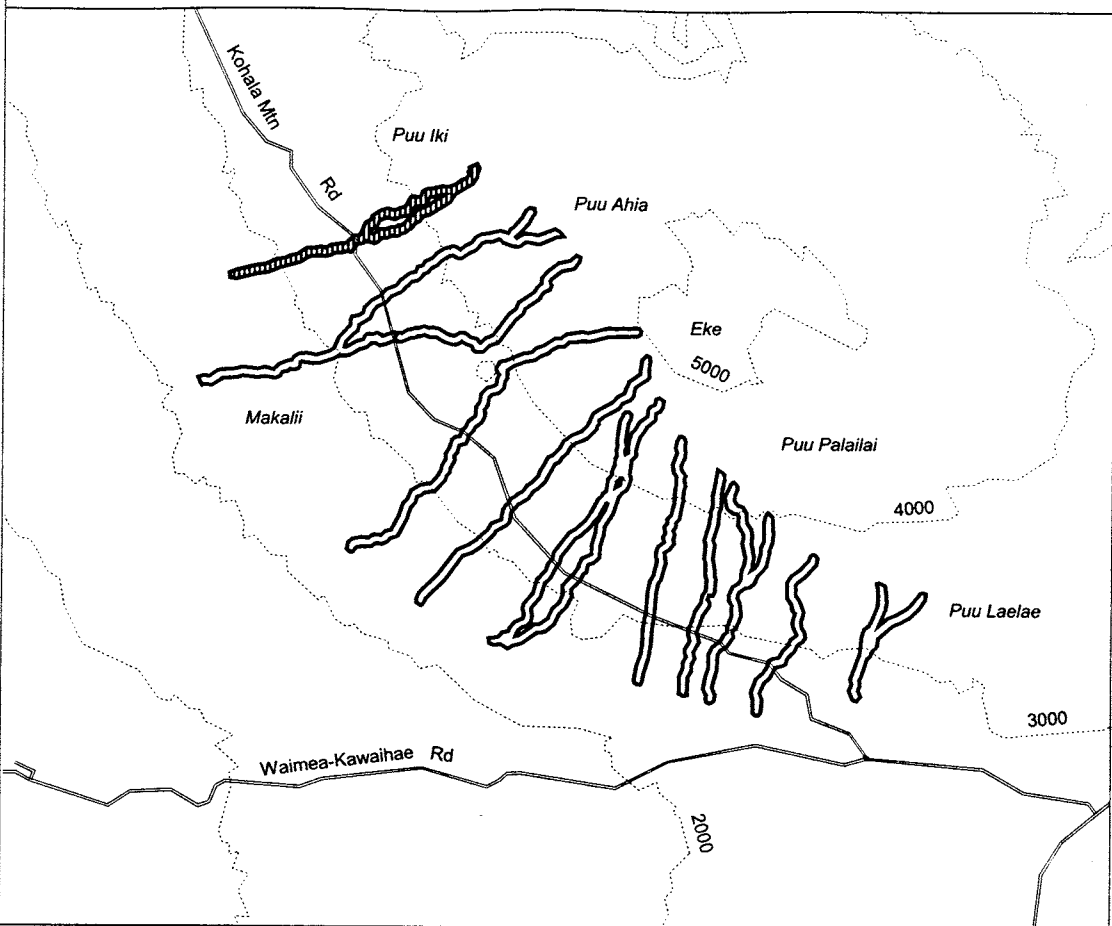 Kohala Mtn Rd
Puu Iki
Puu Ahia
Eke
5000
Makalii
Puu Palailai
4000
Puu Laelae
3000
Waimea-Kawaihae Rd
2000